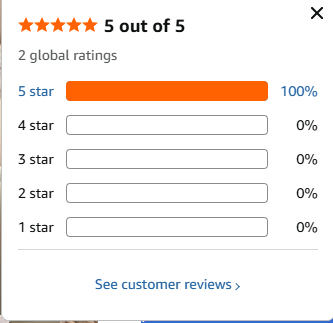 5 out of 5
2 global ratings
5 star 100%
4 star 0%
3 star 0%
2 star 0%
1 star 0%
See customer reviews ›